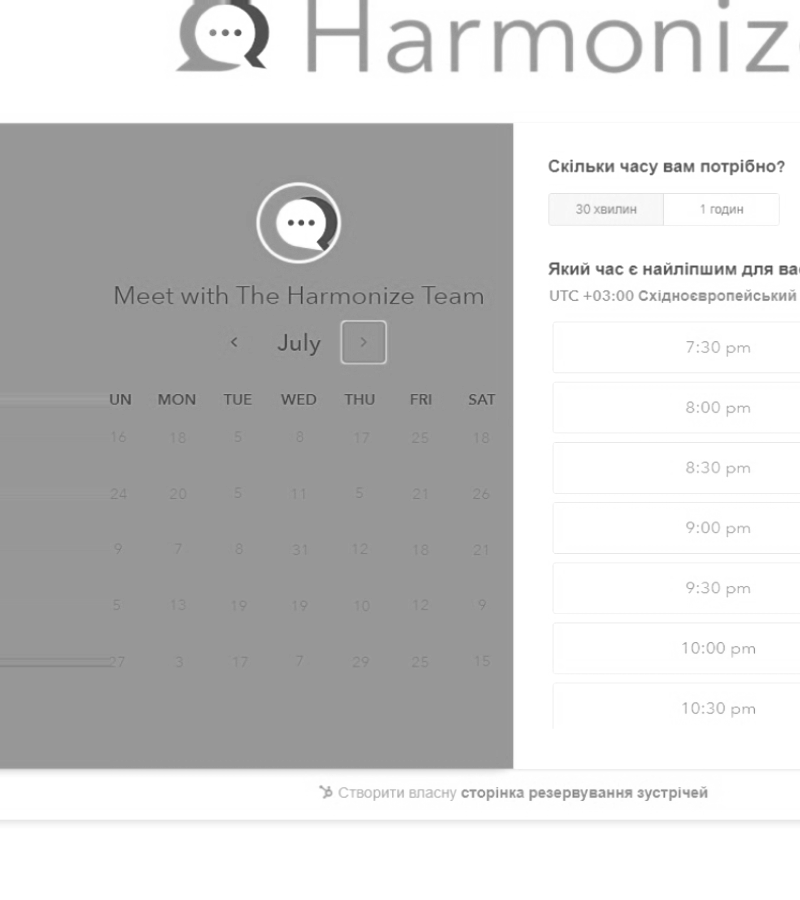 Harmoniz
Meet with The Harmonize Team
July
UN MON TUE WED THU FRI SAT
16 18 5 8 17 25 18
24 20 5 11 5 21 26
9 7 8 31 12 18 21
5 13 19 19 10 12 9
27 3 17 7 29 25 15
Скільки часу вам потрібно?
30 хвилин 1 годин
Який час є найліпшим для ва
UTC +03:00 Східноєвропейський
7:30 pm
8:00 pm
8:30 pm
9:00 pm
9:30 pm
10:00 pm
10:30 pm
Створити власну сторінка резервування зустрічей